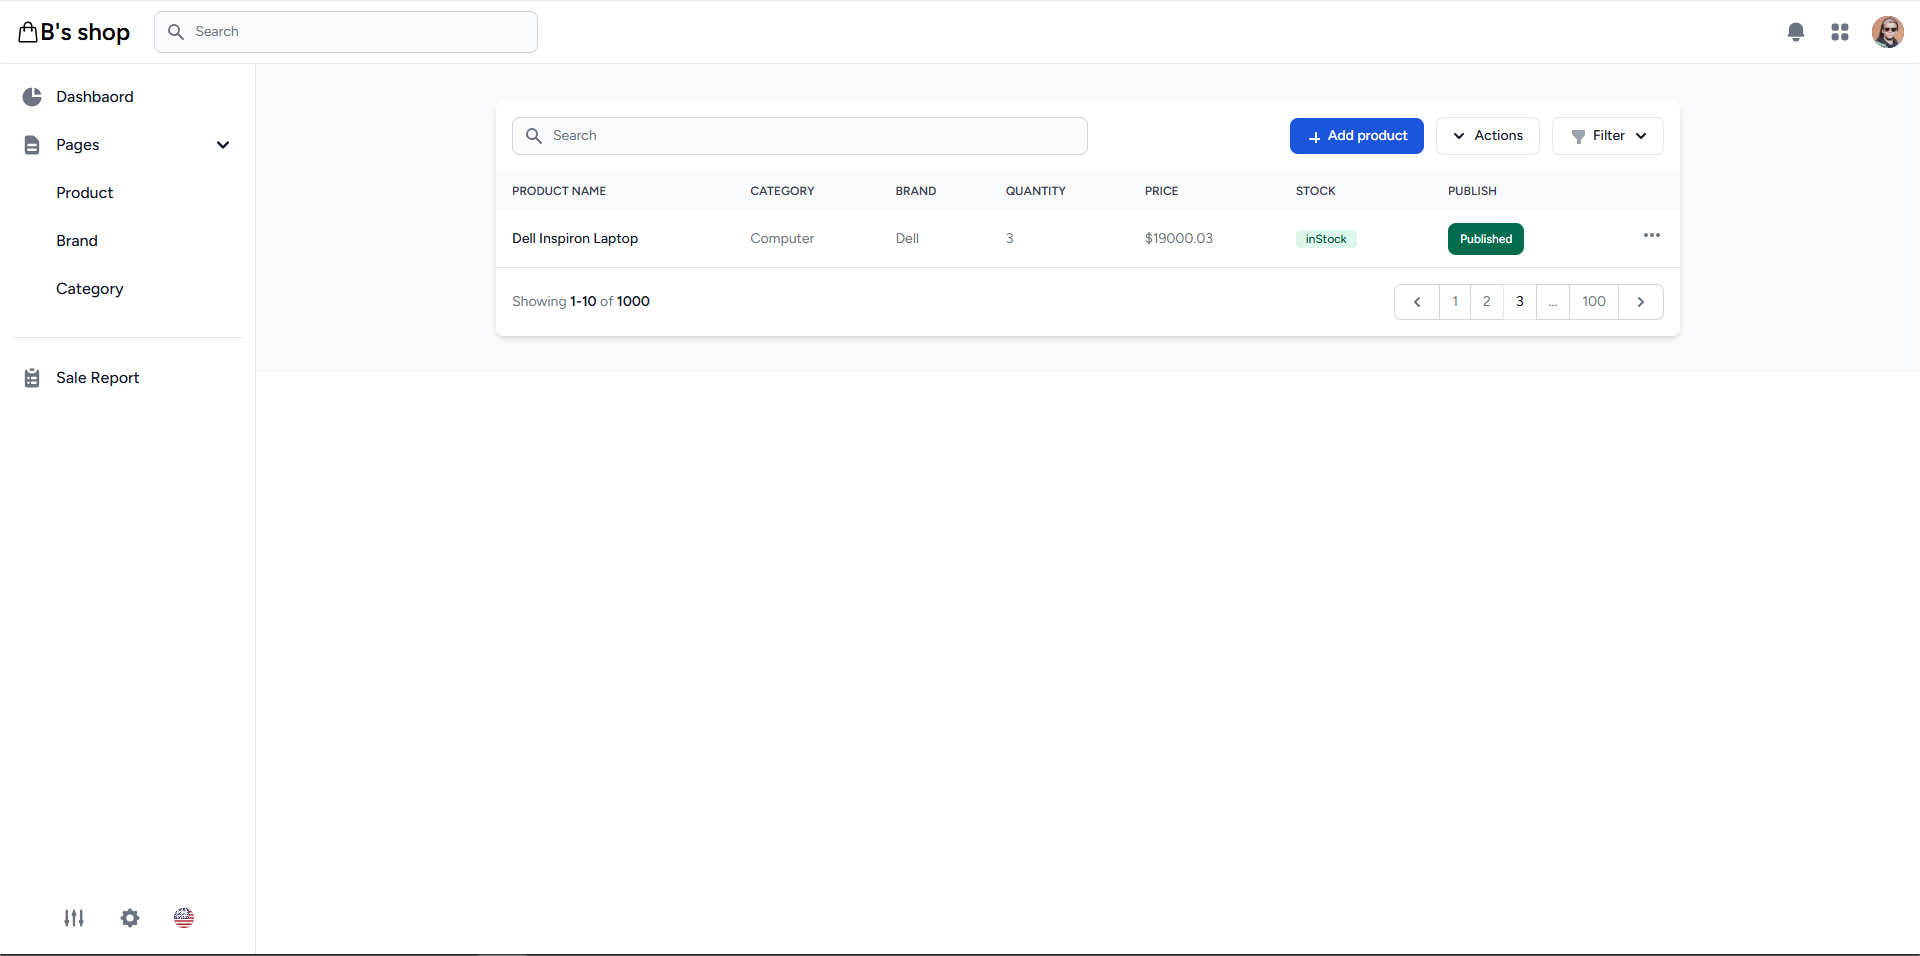 B's shop
Search
Dashbaord
Pages
Product
Brand
Category
Sale Report
Search
Add product
Actions
Filter
PRODUCT NAME CATEGORY BRAND QUANTITY PRICE STOCK PUBLISH
Dell Inspiron Laptop Computer Dell 3 $19000.03 inStock Published
Showing 1-10 of 1000
1 2 3 ... 100